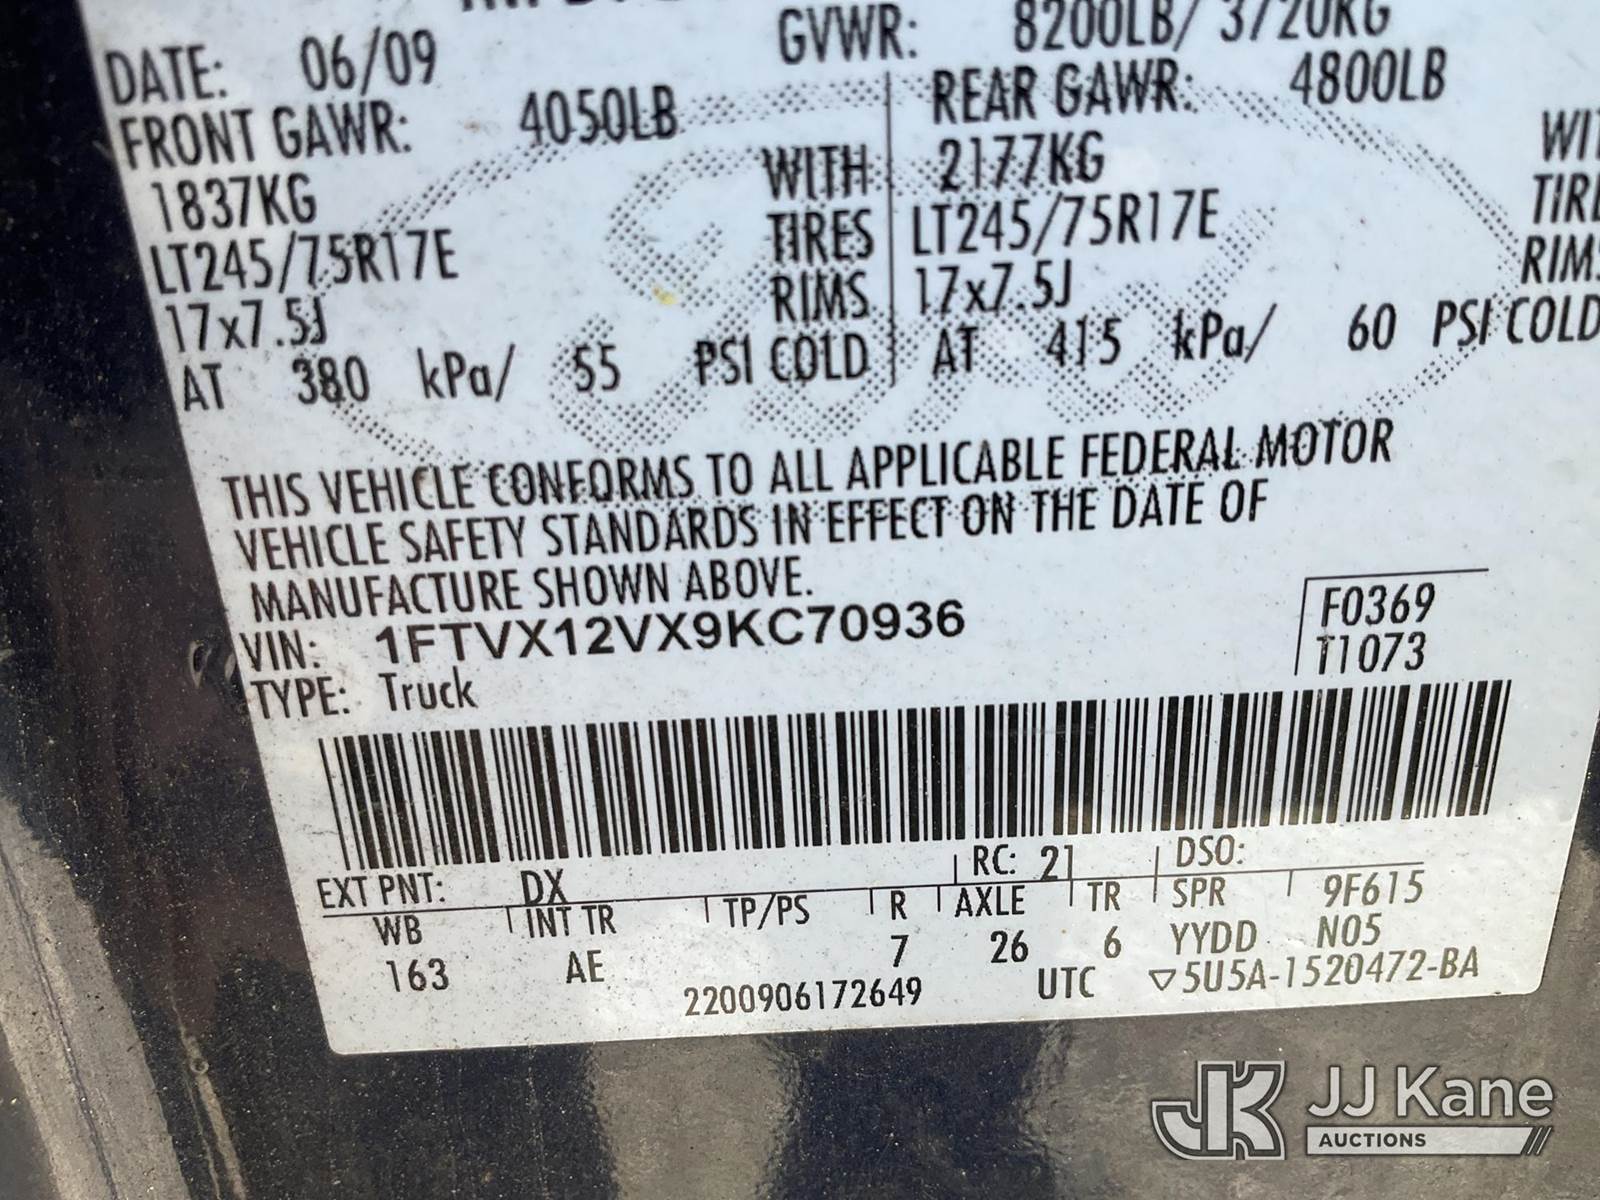 DATE: 06/09 GVWR: 8200LB/ 3720KG
FRONT GAWR: 4050LB REAR GAWR: 4800LB
1837KG WITH 2177KG
LT245/75R17E TIRES LT245/75R17E
17x7.5J RIMS 17x7.5J
AT 380 kPa/ 55 PSI COLD AT 415 kPa/ 60 PSI COLD
THIS VEHICLE CONFORMS TO ALL APPLICABLE FEDERAL MOTOR
VEHICLE SAFETY STANDARDS IN EFFECT ON THE DATE OF
MANUFACTURE SHOWN ABOVE.
VIN: 1FTVX12VX9KC70936 F0369
TYPE: Truck T1073
EXT PNT: DX RC: 21 DSO:
WB INT TR TP/PS R AXLE TR SPR 9F615
163 AE 7 26 6 YYDD N05
2200906172649 UTC ▽5U5A-1520472-BA
JK JJ Kane
AUCTIONS